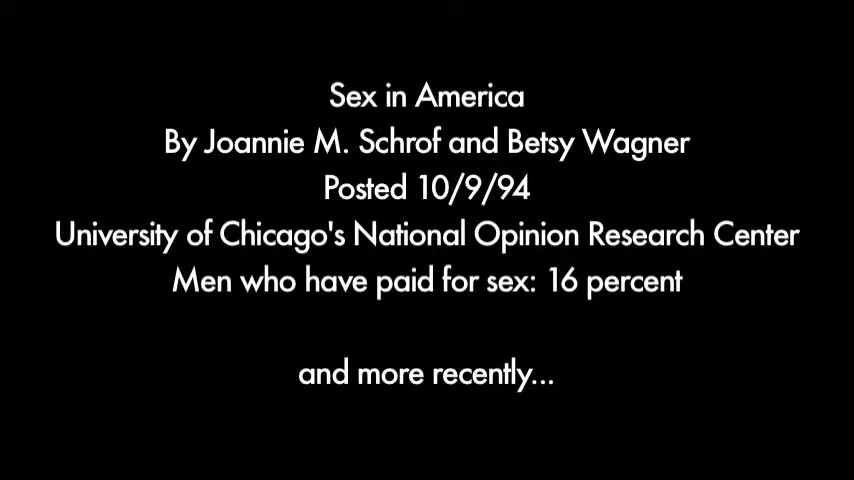 Sex in America
By Joannie M. Schrof and Betsy Wagner
Posted 10/9/94
University of Chicago's National Opinion Research Center
Men who have paid for sex: 16 percent
and more recently...